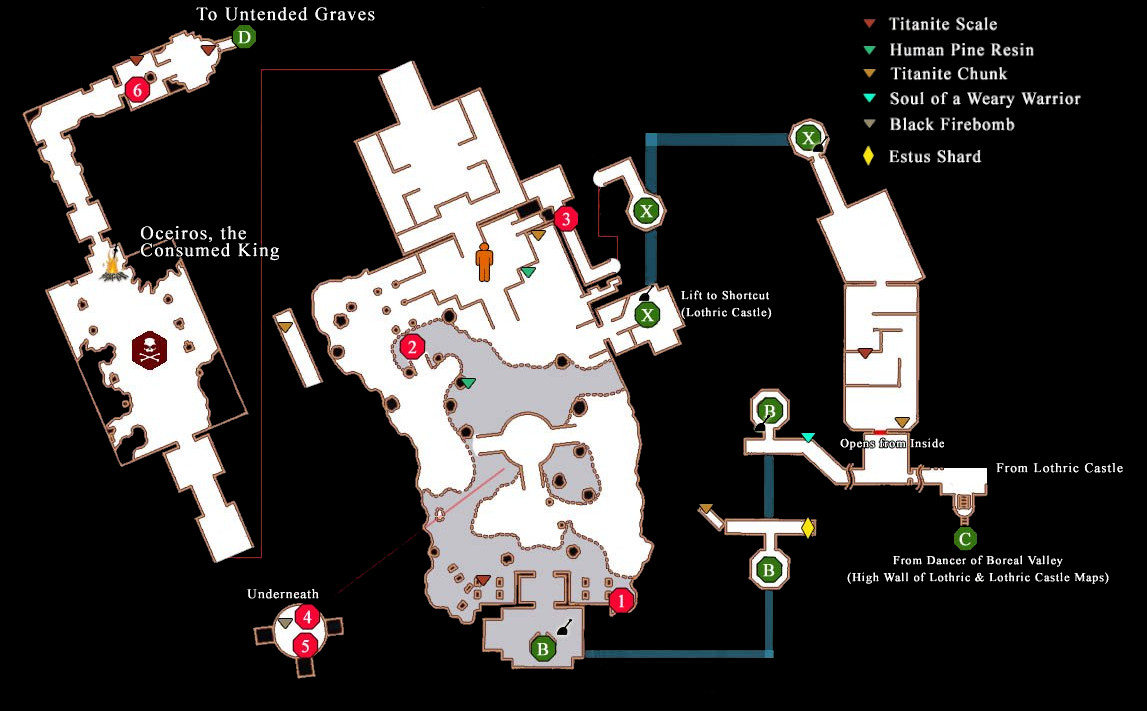 To Untended Graves
D
Titanite Scale
Human Pine Resin
Titanite Chunk
Soul of a Weary Warrior
Black Firebomb
Estus Shard
6
X
X
3
Oceiros, the
Consumed King
Lift to Shortcut
(Lothric Castle)
X
2
B
Opens from Inside
From Lothric Castle
C
From Dancer of Boreal Valley
(High Wall of Lothric & Lothric Castle Maps)
B
Underneath
1
4
5
B